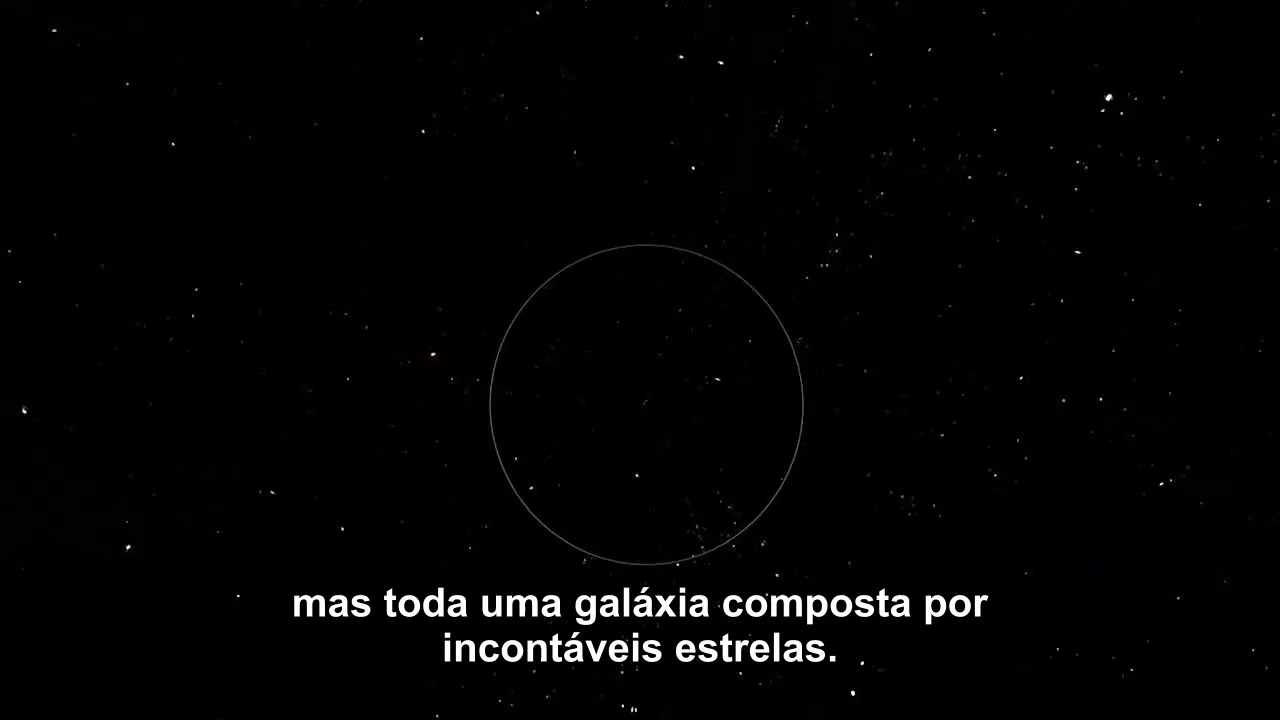 mas toda uma galáxia composta por
incontáveis estrelas.